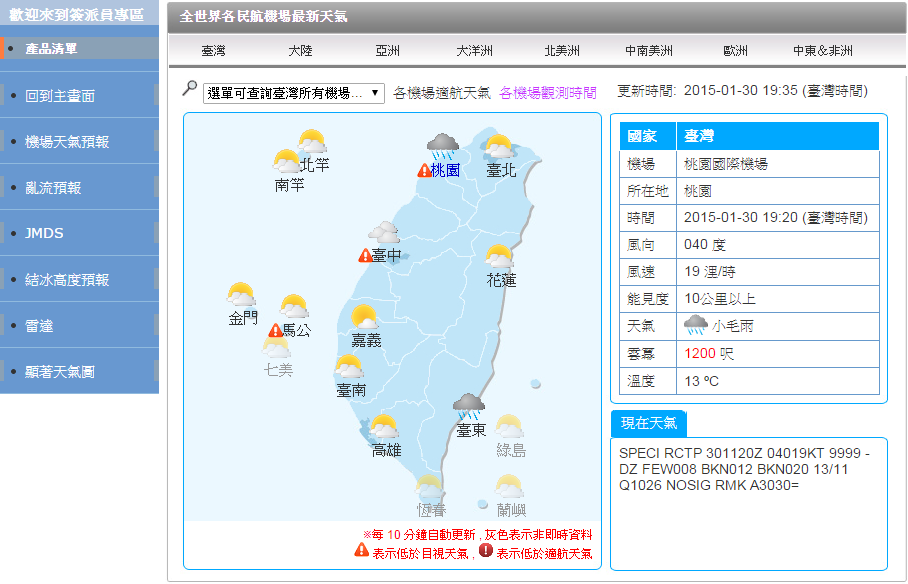 歡迎來到簽派員專區
產品清單
回到主畫面
機場天氣預報
亂流預報
JMDS
結冰高度預報
雷達
顯著天氣圖
全世界各民航機場最新天氣
臺灣 大陸 亞洲 大洋洲 北美洲 中南美洲 歐洲 中東&非洲
選單可查詢臺灣所有機場... 各機場適航天氣 各機場觀測時間 更新時間: 2015-01-30 19:35 (臺灣時間)
北竿
南竿
桃園
臺北
臺中
花蓮
金門
馬公
嘉義
七美
臺南
臺東
高雄
綠島
恆春
蘭嶼
※每 10 分鐘自動更新 , 灰色表示非即時資料
表示低於目視天氣 , 表示低於適航天氣
國家 臺灣
機場 桃園國際機場
所在地 桃園
時間 2015-01-30 19:20 (臺灣時間)
風向 040 度
風速 19 浬/時
能見度 10公里以上
天氣 小毛雨
雲冪 1200 呎
溫度 13 ºC
現在天氣
SPECI RCTP 301120Z 04019KT 9999 -
DZ FEW008 BKN012 BKN020 13/11
Q1026 NOSIG RMK A3030=